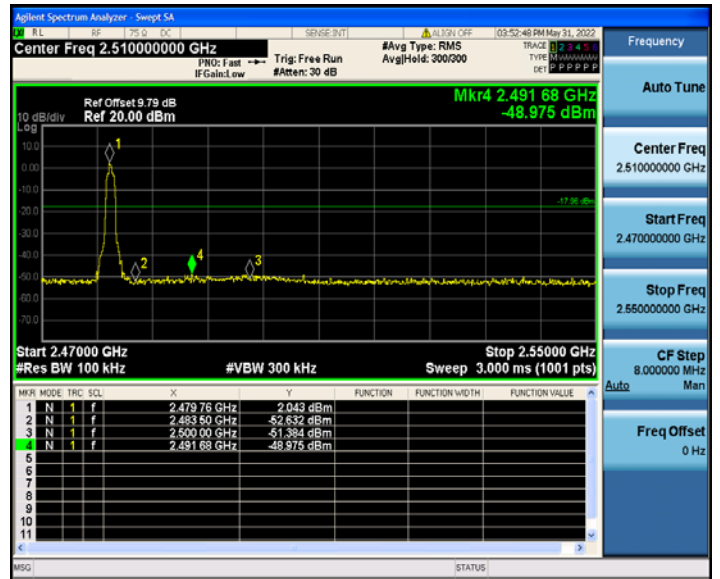 Agilent Spectrum Analyzer - Swept SA
RL RF 75 Ω DC SENSE:INT ALIGN OFF 03:52:48 PM May 31, 2022
Center Freq 2.510000000 GHz
PNO: Fast
IFGain:Low
Trig: Free Run
#Atten: 30 dB
#Avg Type: RMS
Avg|Hold: 300/300
TRACE 1 2 3 4 5 6
TYPE MWWWWW
DET P P P P P P
Frequency
Mkr4 2.491 68 GHz
-48.975 dBm
Ref Offset 9.79 dB
10 dB/div Ref 20.00 dBm
Log
10.0
0.00
-10.0
-20.0
-30.0
-40.0
-50.0
-60.0
-70.0
1
2
4
3
-17.96 dBm
Start 2.47000 GHz Stop 2.55000 GHz
#Res BW 100 kHz #VBW 300 kHz Sweep 3.000 ms (1001 pts)
MKR MODE TRC SCL X Y FUNCTION FUNCTION WIDTH FUNCTION VALUE
1 N 1 f 2.479 76 GHz 2.043 dBm
2 N 1 f 2.483 50 GHz -52.632 dBm
3 N 1 f 2.500 00 GHz -51.384 dBm
4 N 1 f 2.491 68 GHz -48.975 dBm
5
6
7
8
9
10
11
MSG STATUS
Auto Tune
Center Freq
2.510000000 GHz
Start Freq
2.470000000 GHz
Stop Freq
2.550000000 GHz
CF Step
8.000000 MHz
Auto Man
Freq Offset
0 Hz